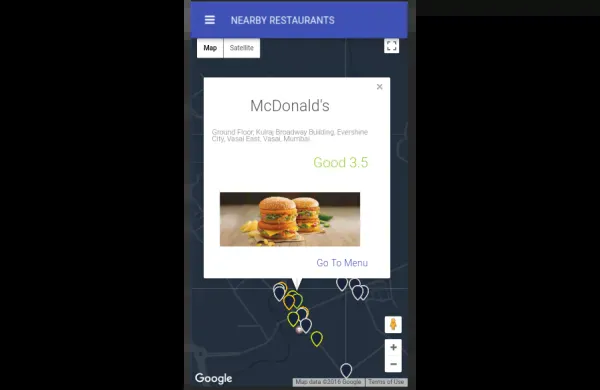 NEARBY RESTAURANTS
Map Satellite
×
McDonald's
Ground Floor, Kulraj Broadway Building, Evershine
City, Vasai East, Vasai, Mumbai
Good 3.5
Go To Menu
+
−
Google
Map data ©2016 Google Terms of Use